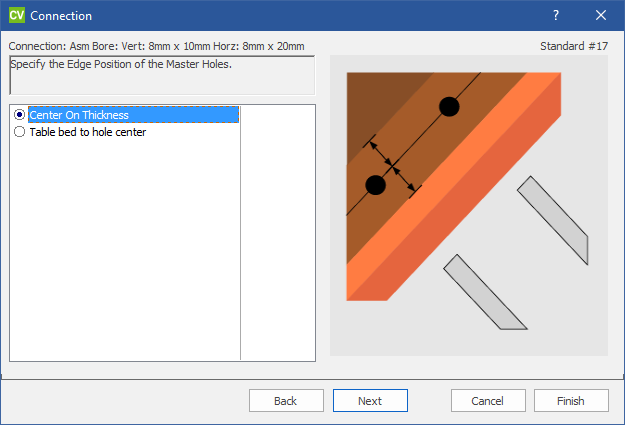 CV Connection ?
Connection: Asm Bore: Vert: 8mm x 10mm Horz: 8mm x 20mm Standard #17
Specify the Edge Position of the Master Holes.
Center On Thickness
Table bed to hole center
Back Next Cancel Finish